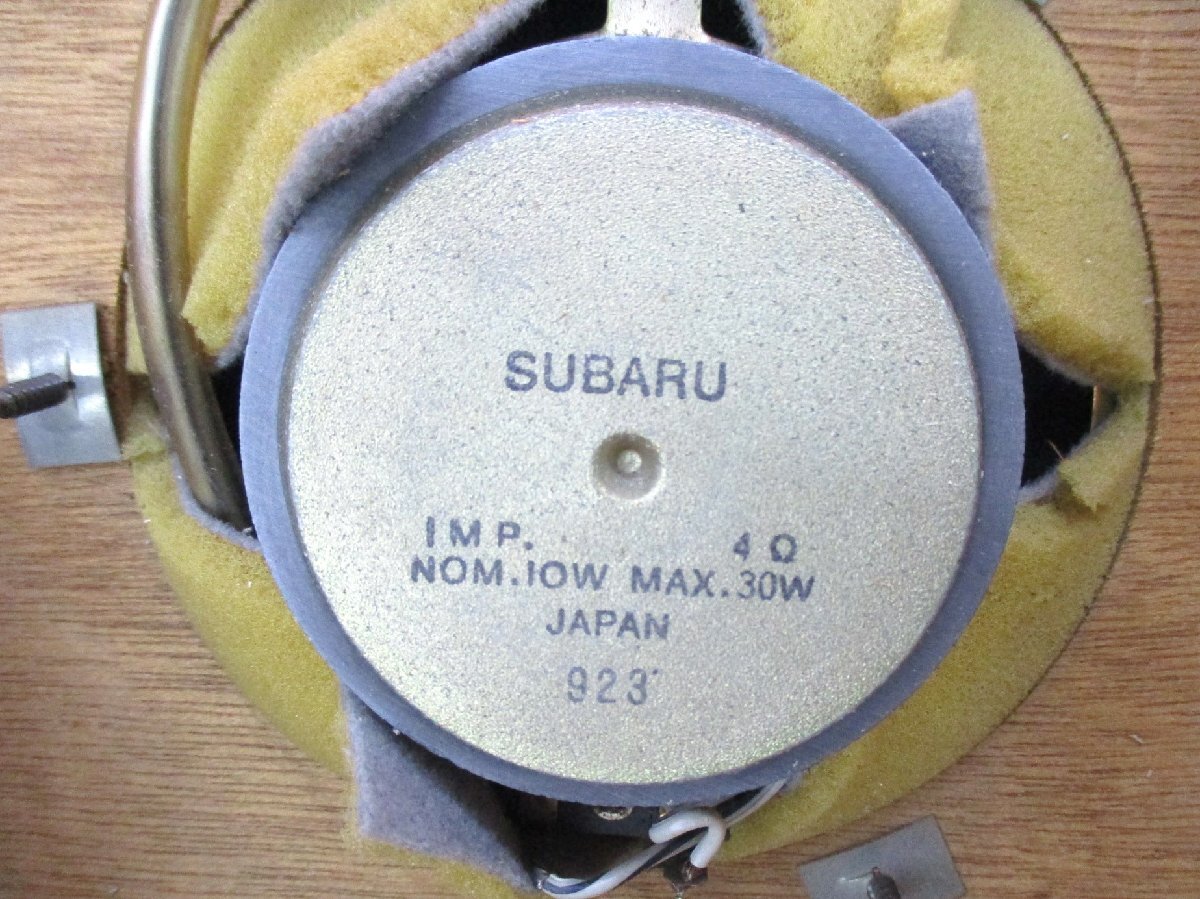 SUBARU
IMP. 4Ω
NOM.10W MAX.30W
JAPAN
923